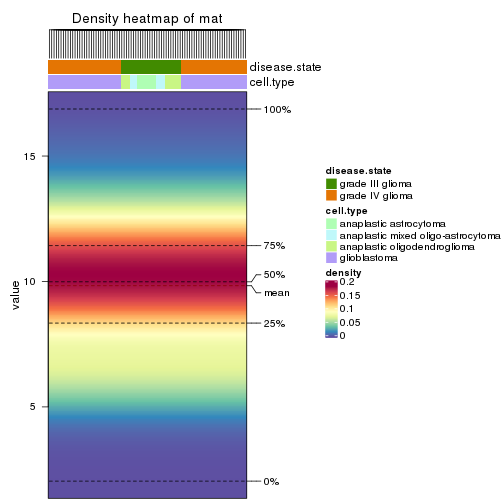 Density heatmap of mat
disease.state
cell.type
100%
15
75%
50%
10
mean
25%
5
0%
value
disease.state
grade III glioma
grade IV glioma
cell.type
anaplastic astrocytoma
anaplastic mixed oligo-astrocytoma
anaplastic oligodendroglioma
glioblastoma
density
0.2
0.15
0.1
0.05
0